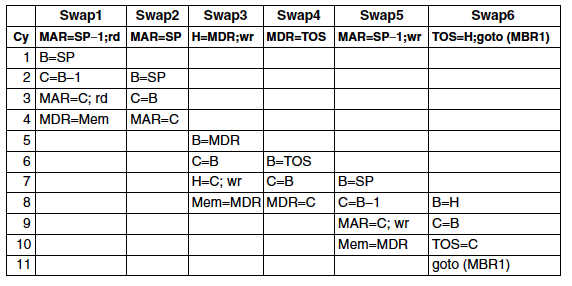 Swap1 Swap2 Swap3 Swap4 Swap5 Swap6
Cy MAR=SP−1;rd MAR=SP H=MDR;wr MDR=TOS MAR=SP−1;wr TOS=H;goto (MBR1)
1 B=SP
2 C=B−1 B=SP
3 MAR=C; rd C=B
4 MDR=Mem MAR=C
5 B=MDR
6 C=B B=TOS
7 H=C; wr C=B B=SP
8 Mem=MDR MDR=C C=B−1 B=H
9 MAR=C; wr C=B
10 Mem=MDR TOS=C
11 goto (MBR1)